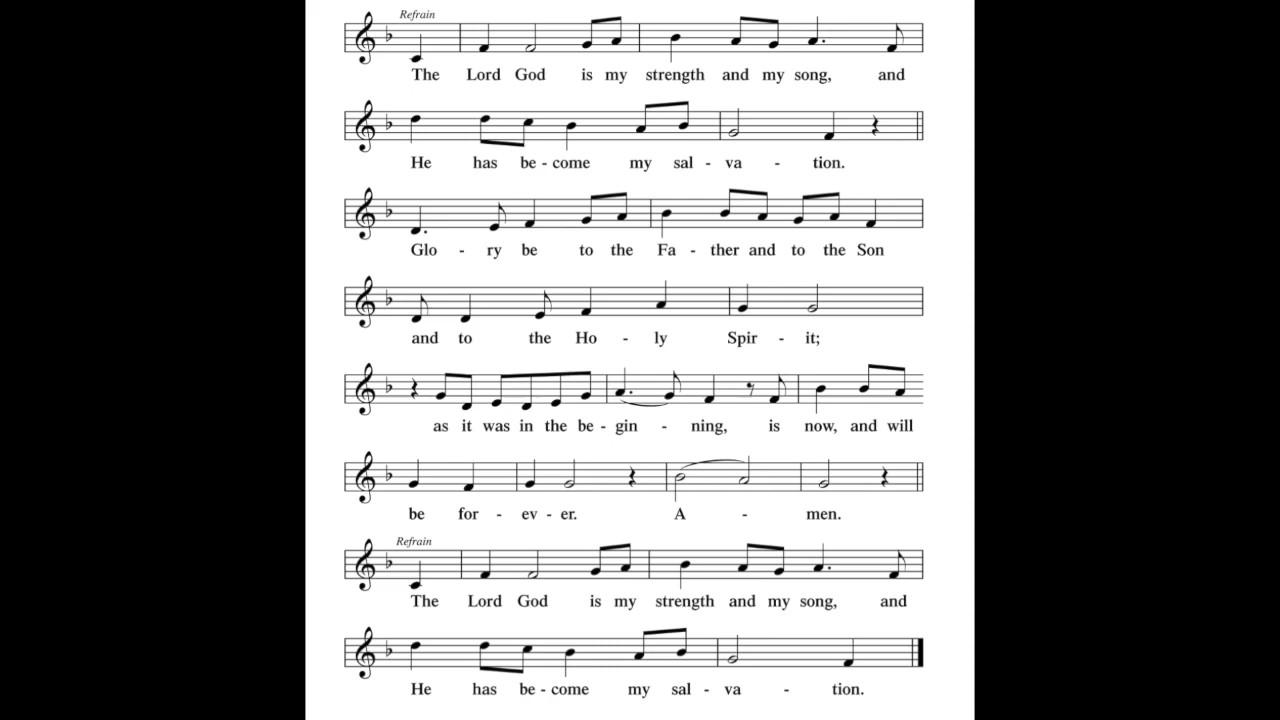 Refrain
The Lord God is my strength and my song, and
He has be - come my sal - va - tion.
Glo - ry be to the Fa - ther and to the Son
and to the Ho - ly Spir - it;
as it was in the be - gin - ning, is now, and will
be for - ev - er. A - men.
Refrain
The Lord God is my strength and my song, and
He has be - come my sal - va - tion.